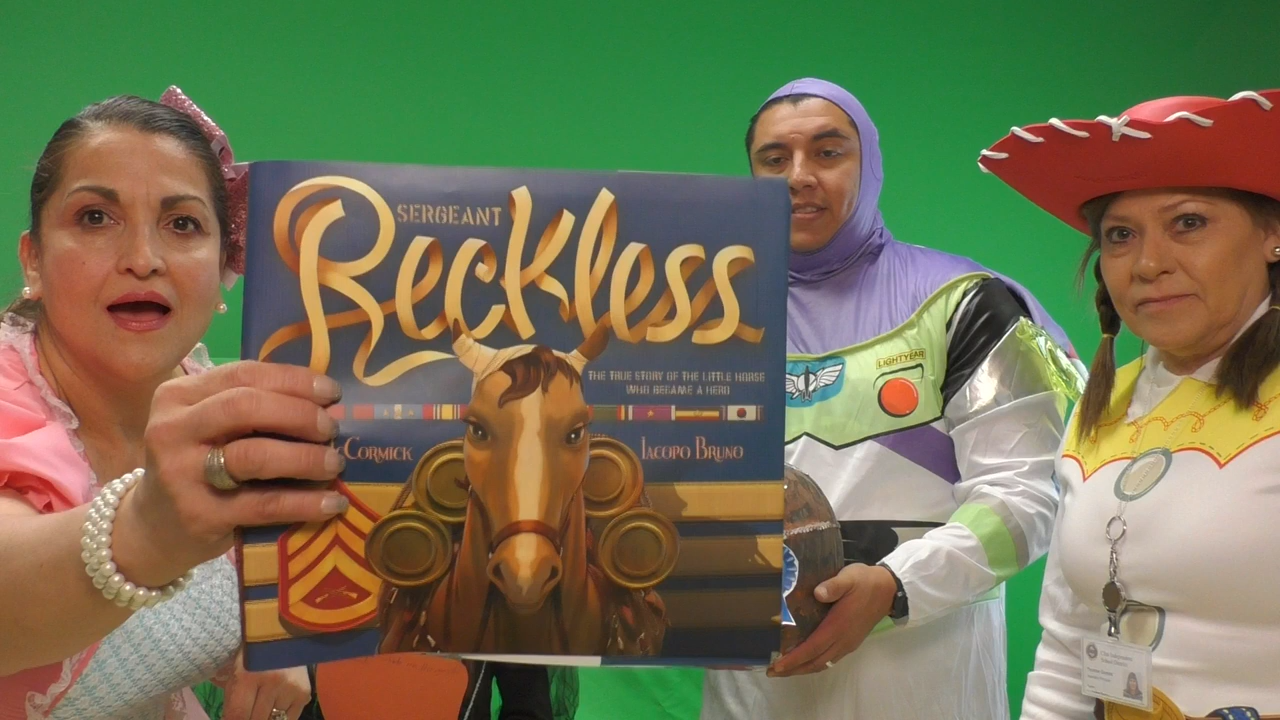 SERGEANT
Reckless
THE TRUE STORY OF THE LITTLE HORSE
WHO BECAME A HERO
CORMICK
IACOPO BRUNO
LIGHTYEAR